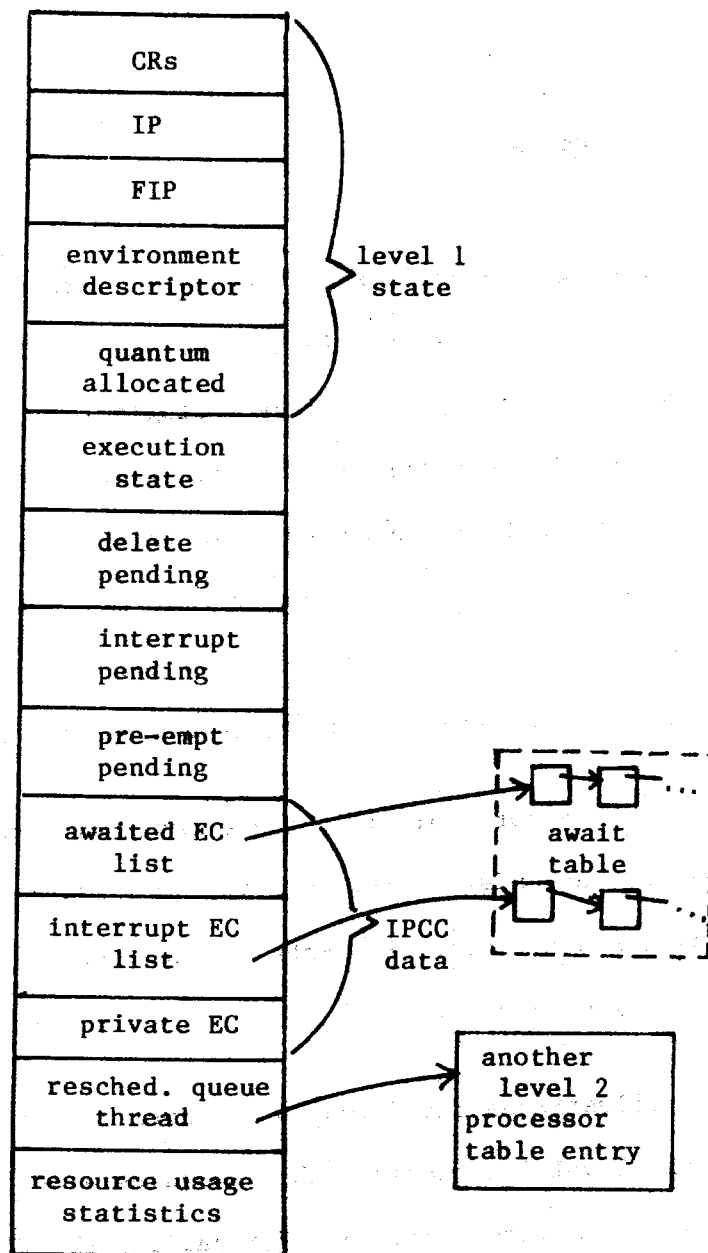 CRs
IP
FIP
environment
descriptor
level 1
state
quantum
allocated
execution
state
delete
pending
interrupt
pending
pre-empt
pending
awaited EC
list
...
await
table
interrupt EC
list
...
IPCC
data
private EC
resched. queue
thread
another
level 2
processor
table entry
resource usage
statistics